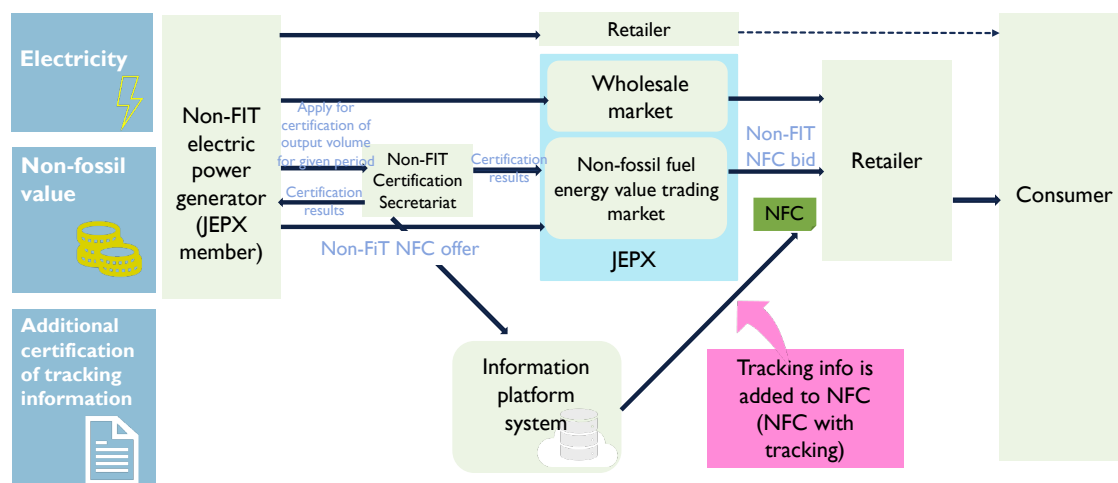 Electricity
Non-fossil
value
Additional
certification
of tracking
information
Non-FIT
electric
power
generator
(JEPX
member)
Apply for
certification of
output volume
for given period
Certification
results
Non-FIT
Certification
Secretariat
Certification
results
Non-FiT NFC offer
Retailer
Wholesale
market
Non-fossil fuel
energy value trading
market
JEPX
Non-FIT
NFC bid
NFC
Retailer
Consumer
Information
platform
system
Tracking info is
added to NFC
(NFC with
tracking)